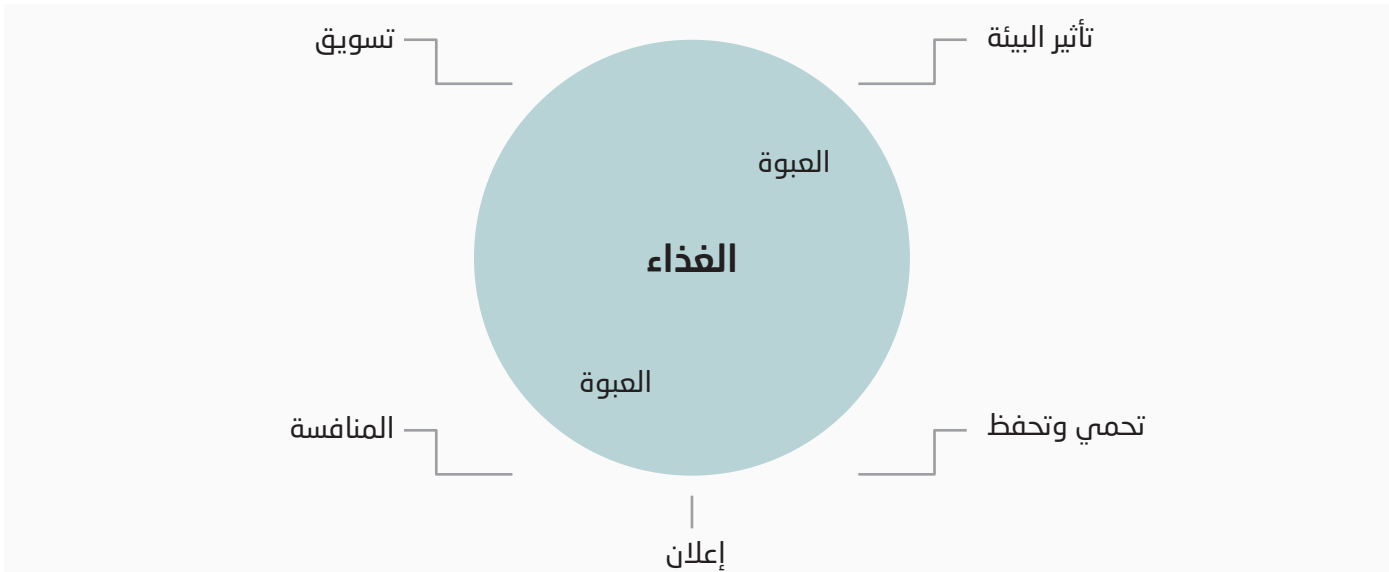 تأثير البيئة
تسويق
العبوة
الغذاء
العبوة
تحمي وتحفظ
المنافسة
إعلان